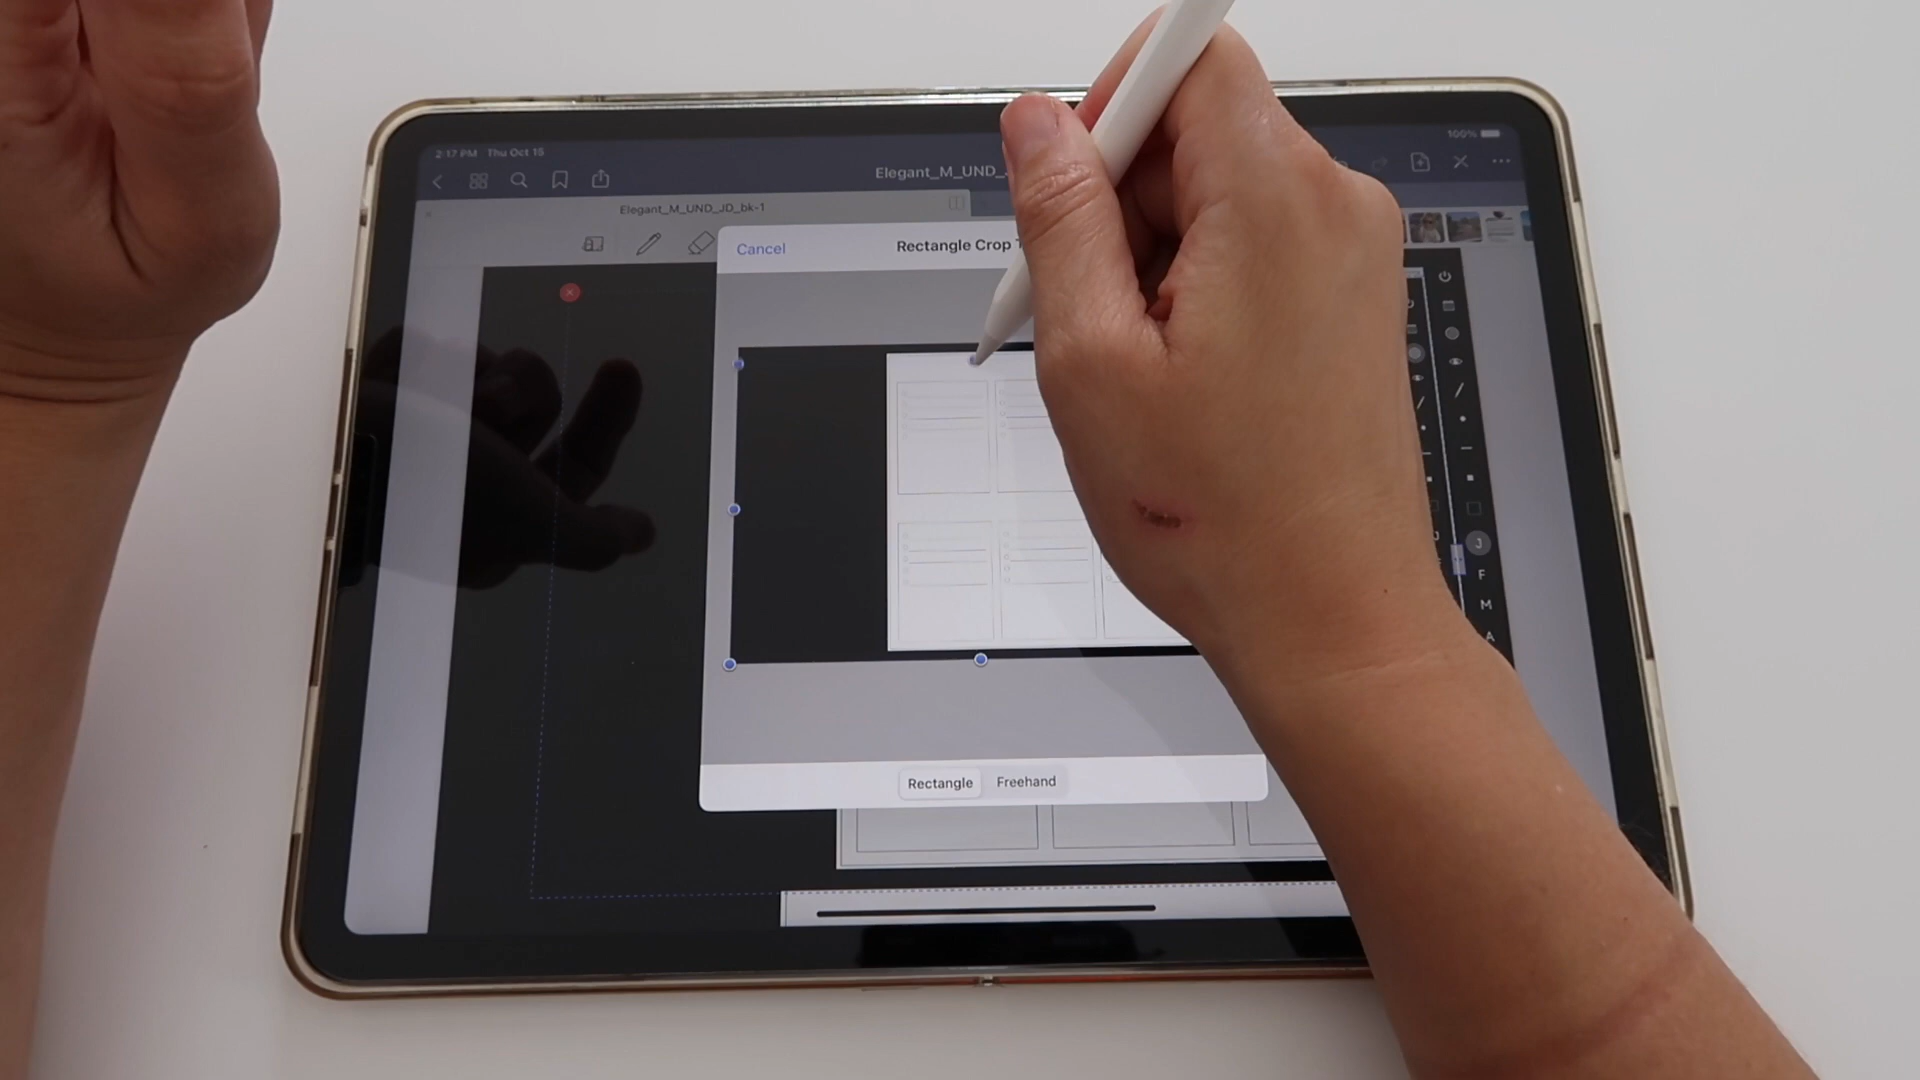 2:17 PM Thu Oct 15
100%
Elegant_M_UND_
Elegant_M_UND_JD_bk-1
Cancel
Rectangle Crop
J
F
M
A
Rectangle
Freehand